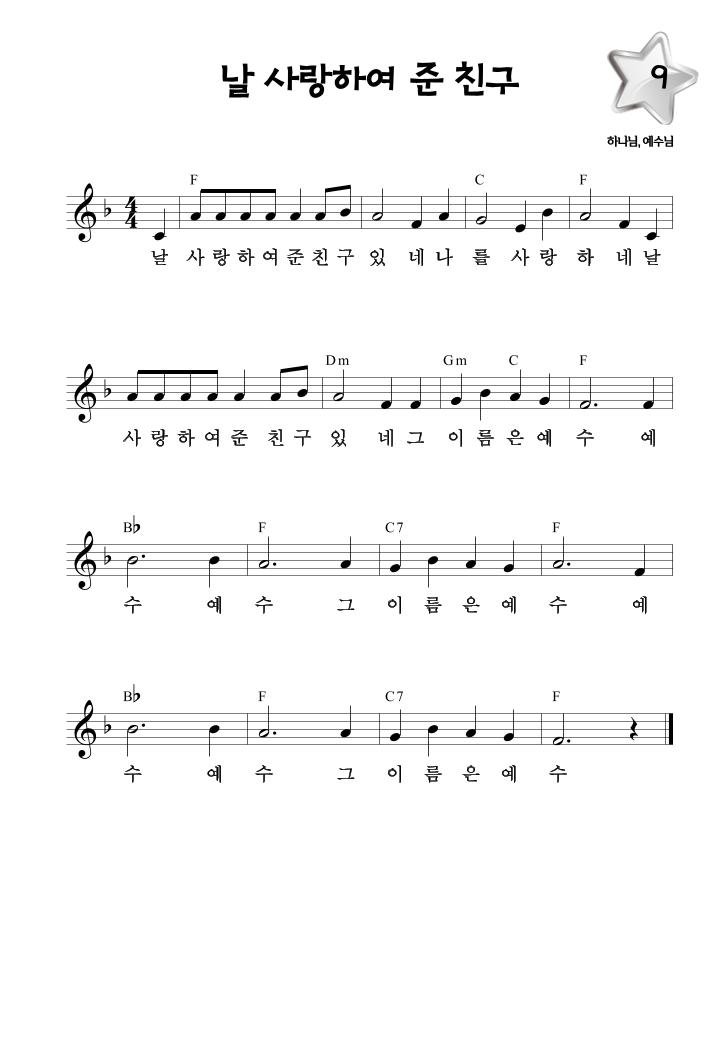 날 사랑하여 준 친구
9
하나님, 예수님
F C F
날 사 랑 하 여 준 친 구 있 네 나 를 사 랑 하 네 날
Dm Gm C F
사 랑 하 여 준 친 구 있 네 그 이 름 은 예 수 예
B♭ F C7 F
수 예 수 그 이 름 은 예 수 예
B♭ F C7 F
수 예 수 그 이 름 은 예 수